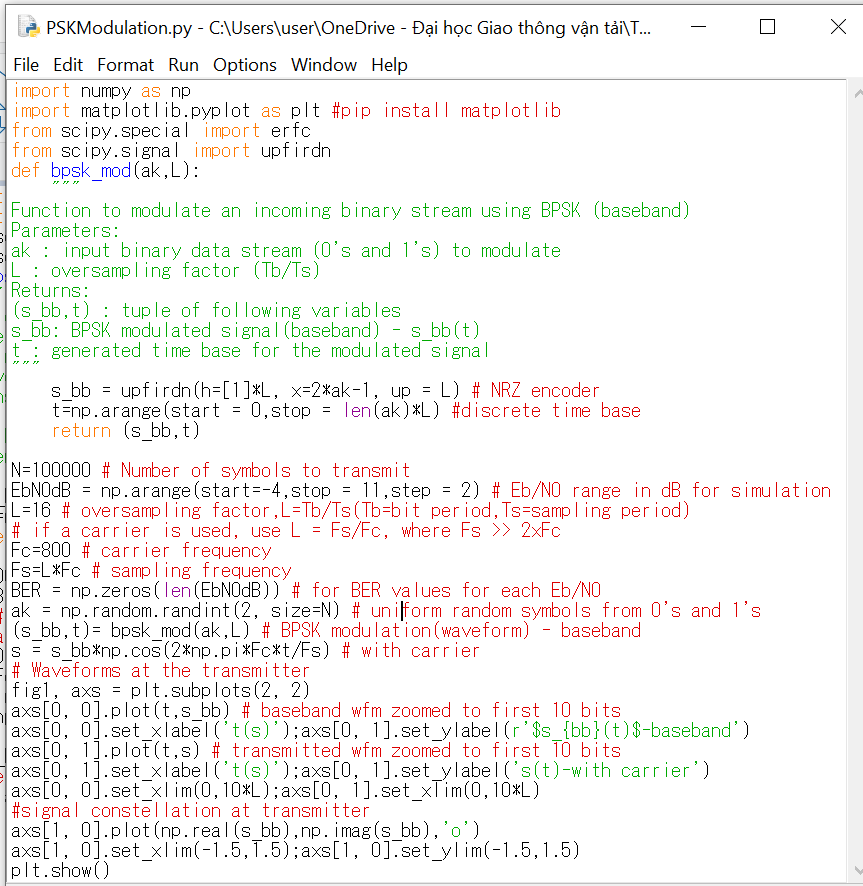 PSKModulation.py - C:\Users\user\OneDrive - Đại học Giao thông vận tải\T...
File Edit Format Run Options Window Help
import numpy as np
import matplotlib.pyplot as plt #pip install matplotlib
from scipy.special import erfc
from scipy.signal import upfirdn
def bpsk_mod(ak,L):
    """
Function to modulate an incoming binary stream using BPSK (baseband)
Parameters:
ak : input binary data stream (0's and 1's) to modulate
L : oversampling factor (Tb/Ts)
Returns:
(s_bb,t) : tuple of following variables
s_bb: BPSK modulated signal(baseband) - s_bb(t)
t : generated time base for the modulated signal
"""
    s_bb = upfirdn(h=[1]*L, x=2*ak-1, up = L) # NRZ encoder
    t=np.arange(start = 0,stop = len(ak)*L) #discrete time base
    return (s_bb,t)
N=100000 # Number of symbols to transmit
EbN0dB = np.arange(start=-4,stop = 11,step = 2) # Eb/N0 range in dB for simulation
L=16 # oversampling factor,L=Tb/Ts(Tb=bit period,Ts=sampling period)
# if a carrier is used, use L = Fs/Fc, where Fs >> 2xFc
Fc=800 # carrier frequency
Fs=L*Fc # sampling frequency
BER = np.zeros(len(EbN0dB)) # for BER values for each Eb/N0
ak = np.random.randint(2, size=N) # uniform random symbols from 0's and 1's
(s_bb,t)= bpsk_mod(ak,L) # BPSK modulation(waveform) - baseband
s = s_bb*np.cos(2*np.pi*Fc*t/Fs) # with carrier
# Waveforms at the transmitter
fig1, axs = plt.subplots(2, 2)
axs[0, 0].plot(t,s_bb) # baseband wfm zoomed to first 10 bits
axs[0, 0].set_xlabel('t(s)');axs[0, 1].set_ylabel(r'$s_{bb}(t)$-baseband')
axs[0, 1].plot(t,s) # transmitted wfm zoomed to first 10 bits
axs[0, 1].set_xlabel('t(s)');axs[0, 1].set_ylabel('s(t)-with carrier')
axs[0, 0].set_xlim(0,10*L);axs[0, 1].set_xlim(0,10*L)
#signal constellation at transmitter
axs[1, 0].plot(np.real(s_bb),np.imag(s_bb),'o')
axs[1, 0].set_xlim(-1.5,1.5);axs[1, 0].set_ylim(-1.5,1.5)
plt.show()